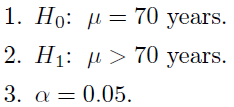 1. H₀: μ = 70 years.
2. H₁: μ > 70 years.
3. α = 0.05.